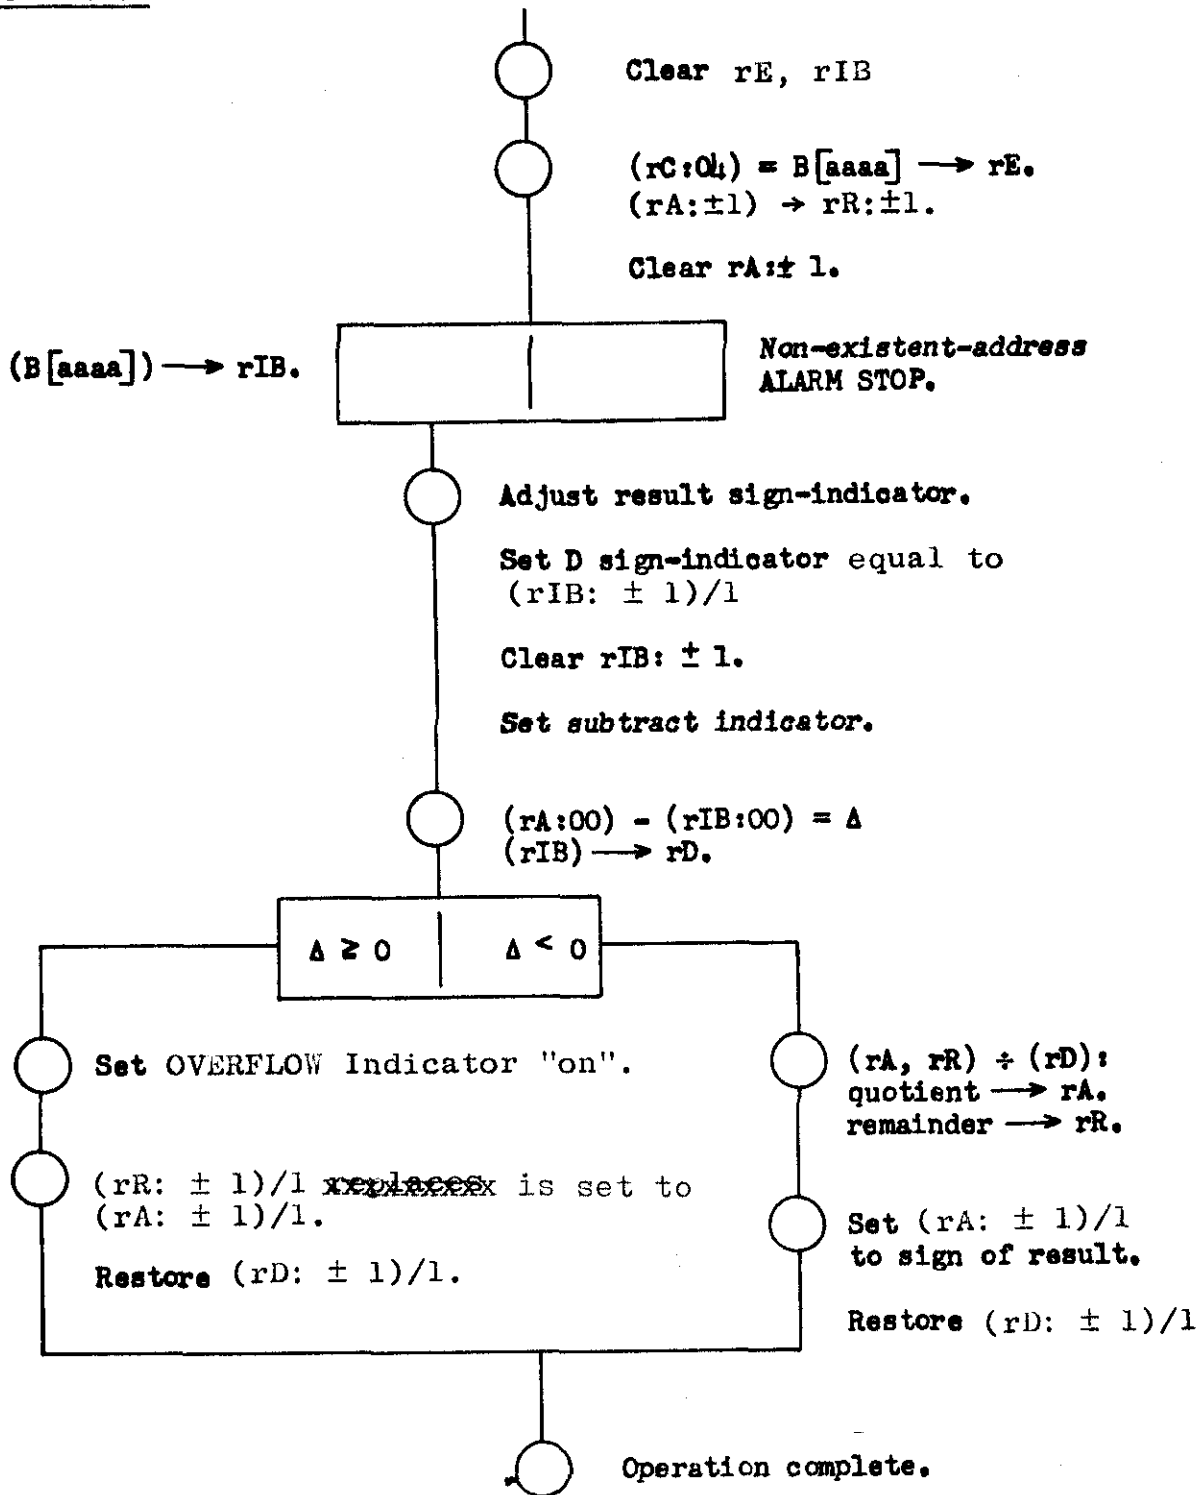 Clear rE, rIB
(rC:04) = B[aaaa] → rE.
(rA:±1) → rR:±1.
Clear rA:± 1.
(B[aaaa]) → rIB.
Non-existent-address
ALARM STOP.
Adjust result sign-indicator.
Set D sign-indicator equal to
(rIB: ± 1)/1
Clear rIB: ± 1.
Set subtract indicator.
(rA:00) - (rIB:00) = Δ
(rIB) → rD.
Δ ≥ 0 Δ < 0
Set OVERFLOW Indicator "on".
(rR: ± 1)/1 is set to
(rA: ± 1)/1.
Restore (rD: ± 1)/1.
(rA, rR) ÷ (rD):
quotient → rA.
remainder → rR.
Set (rA: ± 1)/1
to sign of result.
Restore (rD: ± 1)/1
Operation complete.